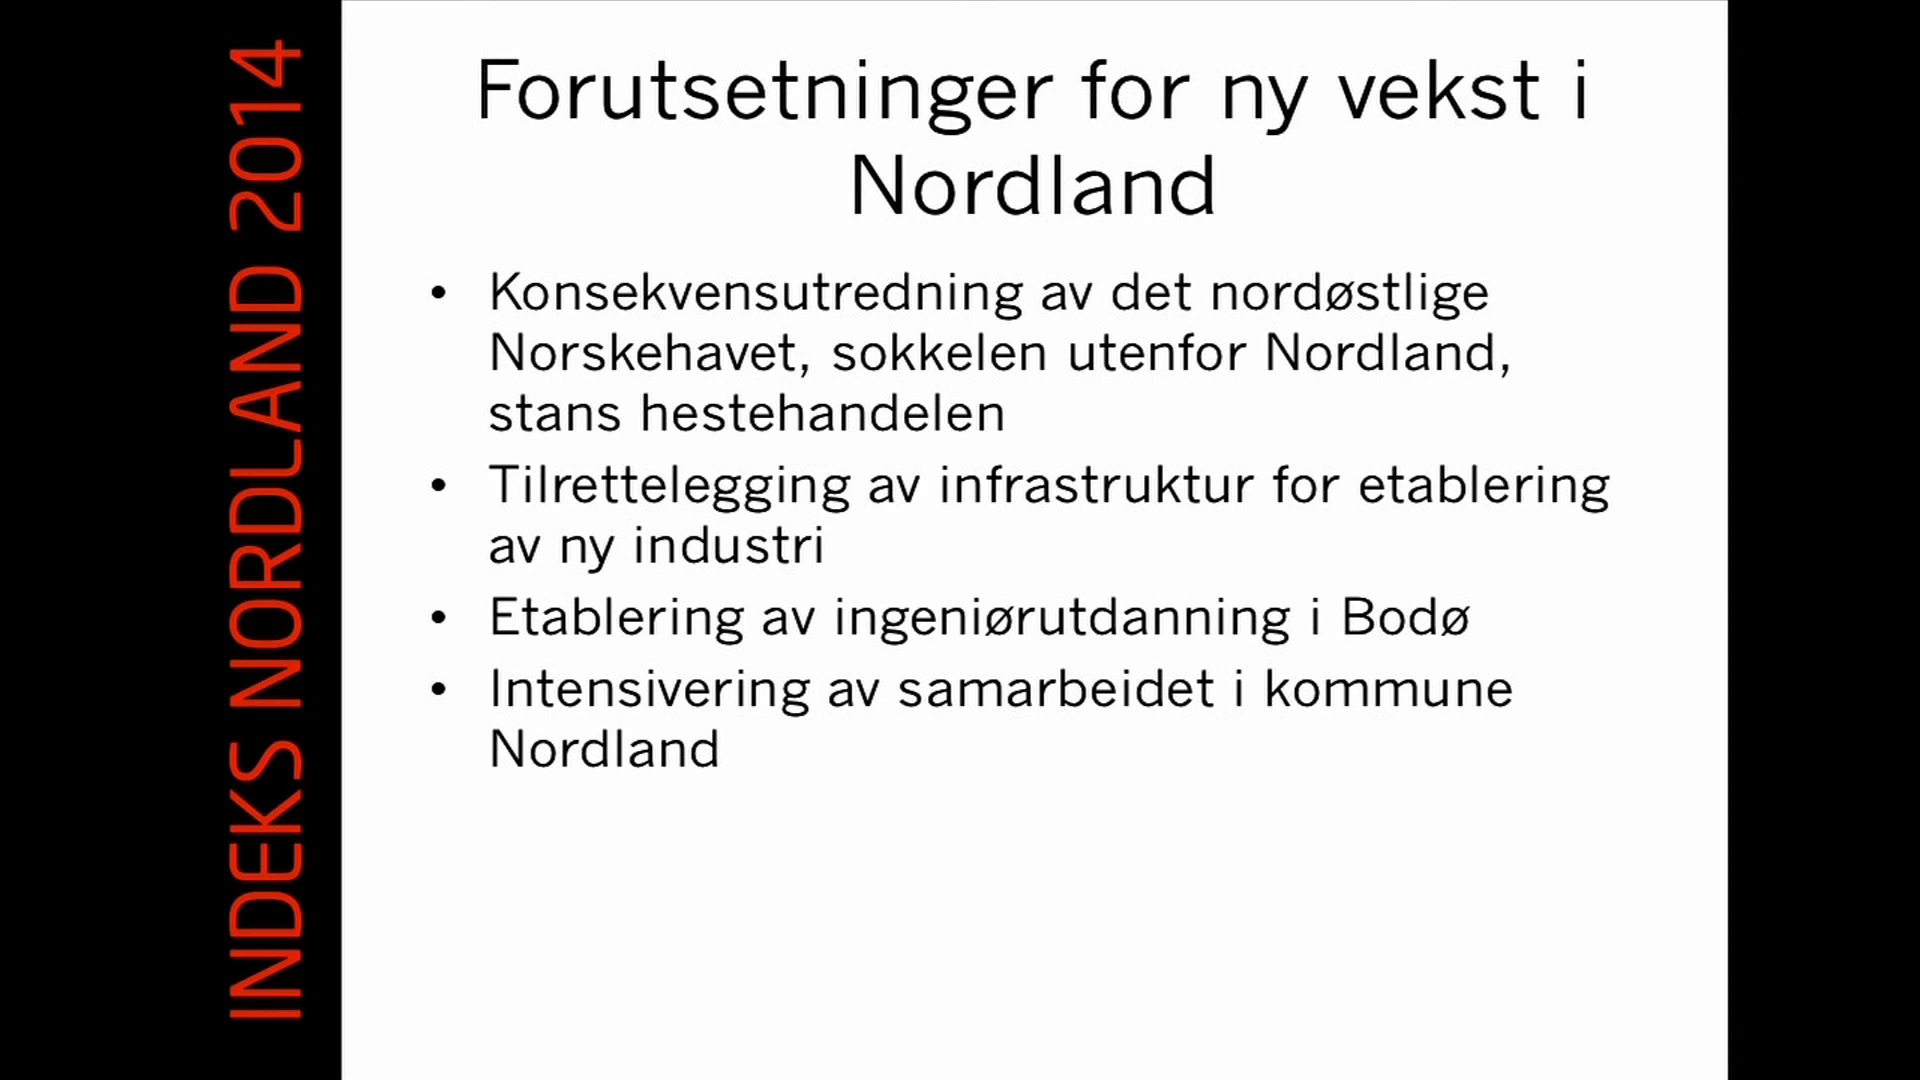 INDEKS NORDLAND 2014
Forutsetninger for ny vekst i
Nordland
• Konsekvensutredning av det nordøstlige
Norskehavet, sokkelen utenfor Nordland,
stans hestehandelen
• Tilrettelegging av infrastruktur for etablering
av ny industri
• Etablering av ingeniørutdanning i Bodø
• Intensivering av samarbeidet i kommune
Nordland